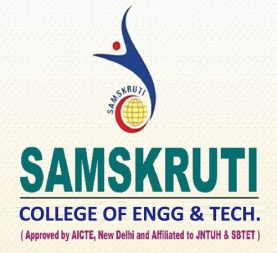 SAMSKRUTI
SAMSKRUTI
COLLEGE OF ENGG & TECH.
( Approved by AICTE, New Delhi and Affiliated to JNTUH & SBTET )